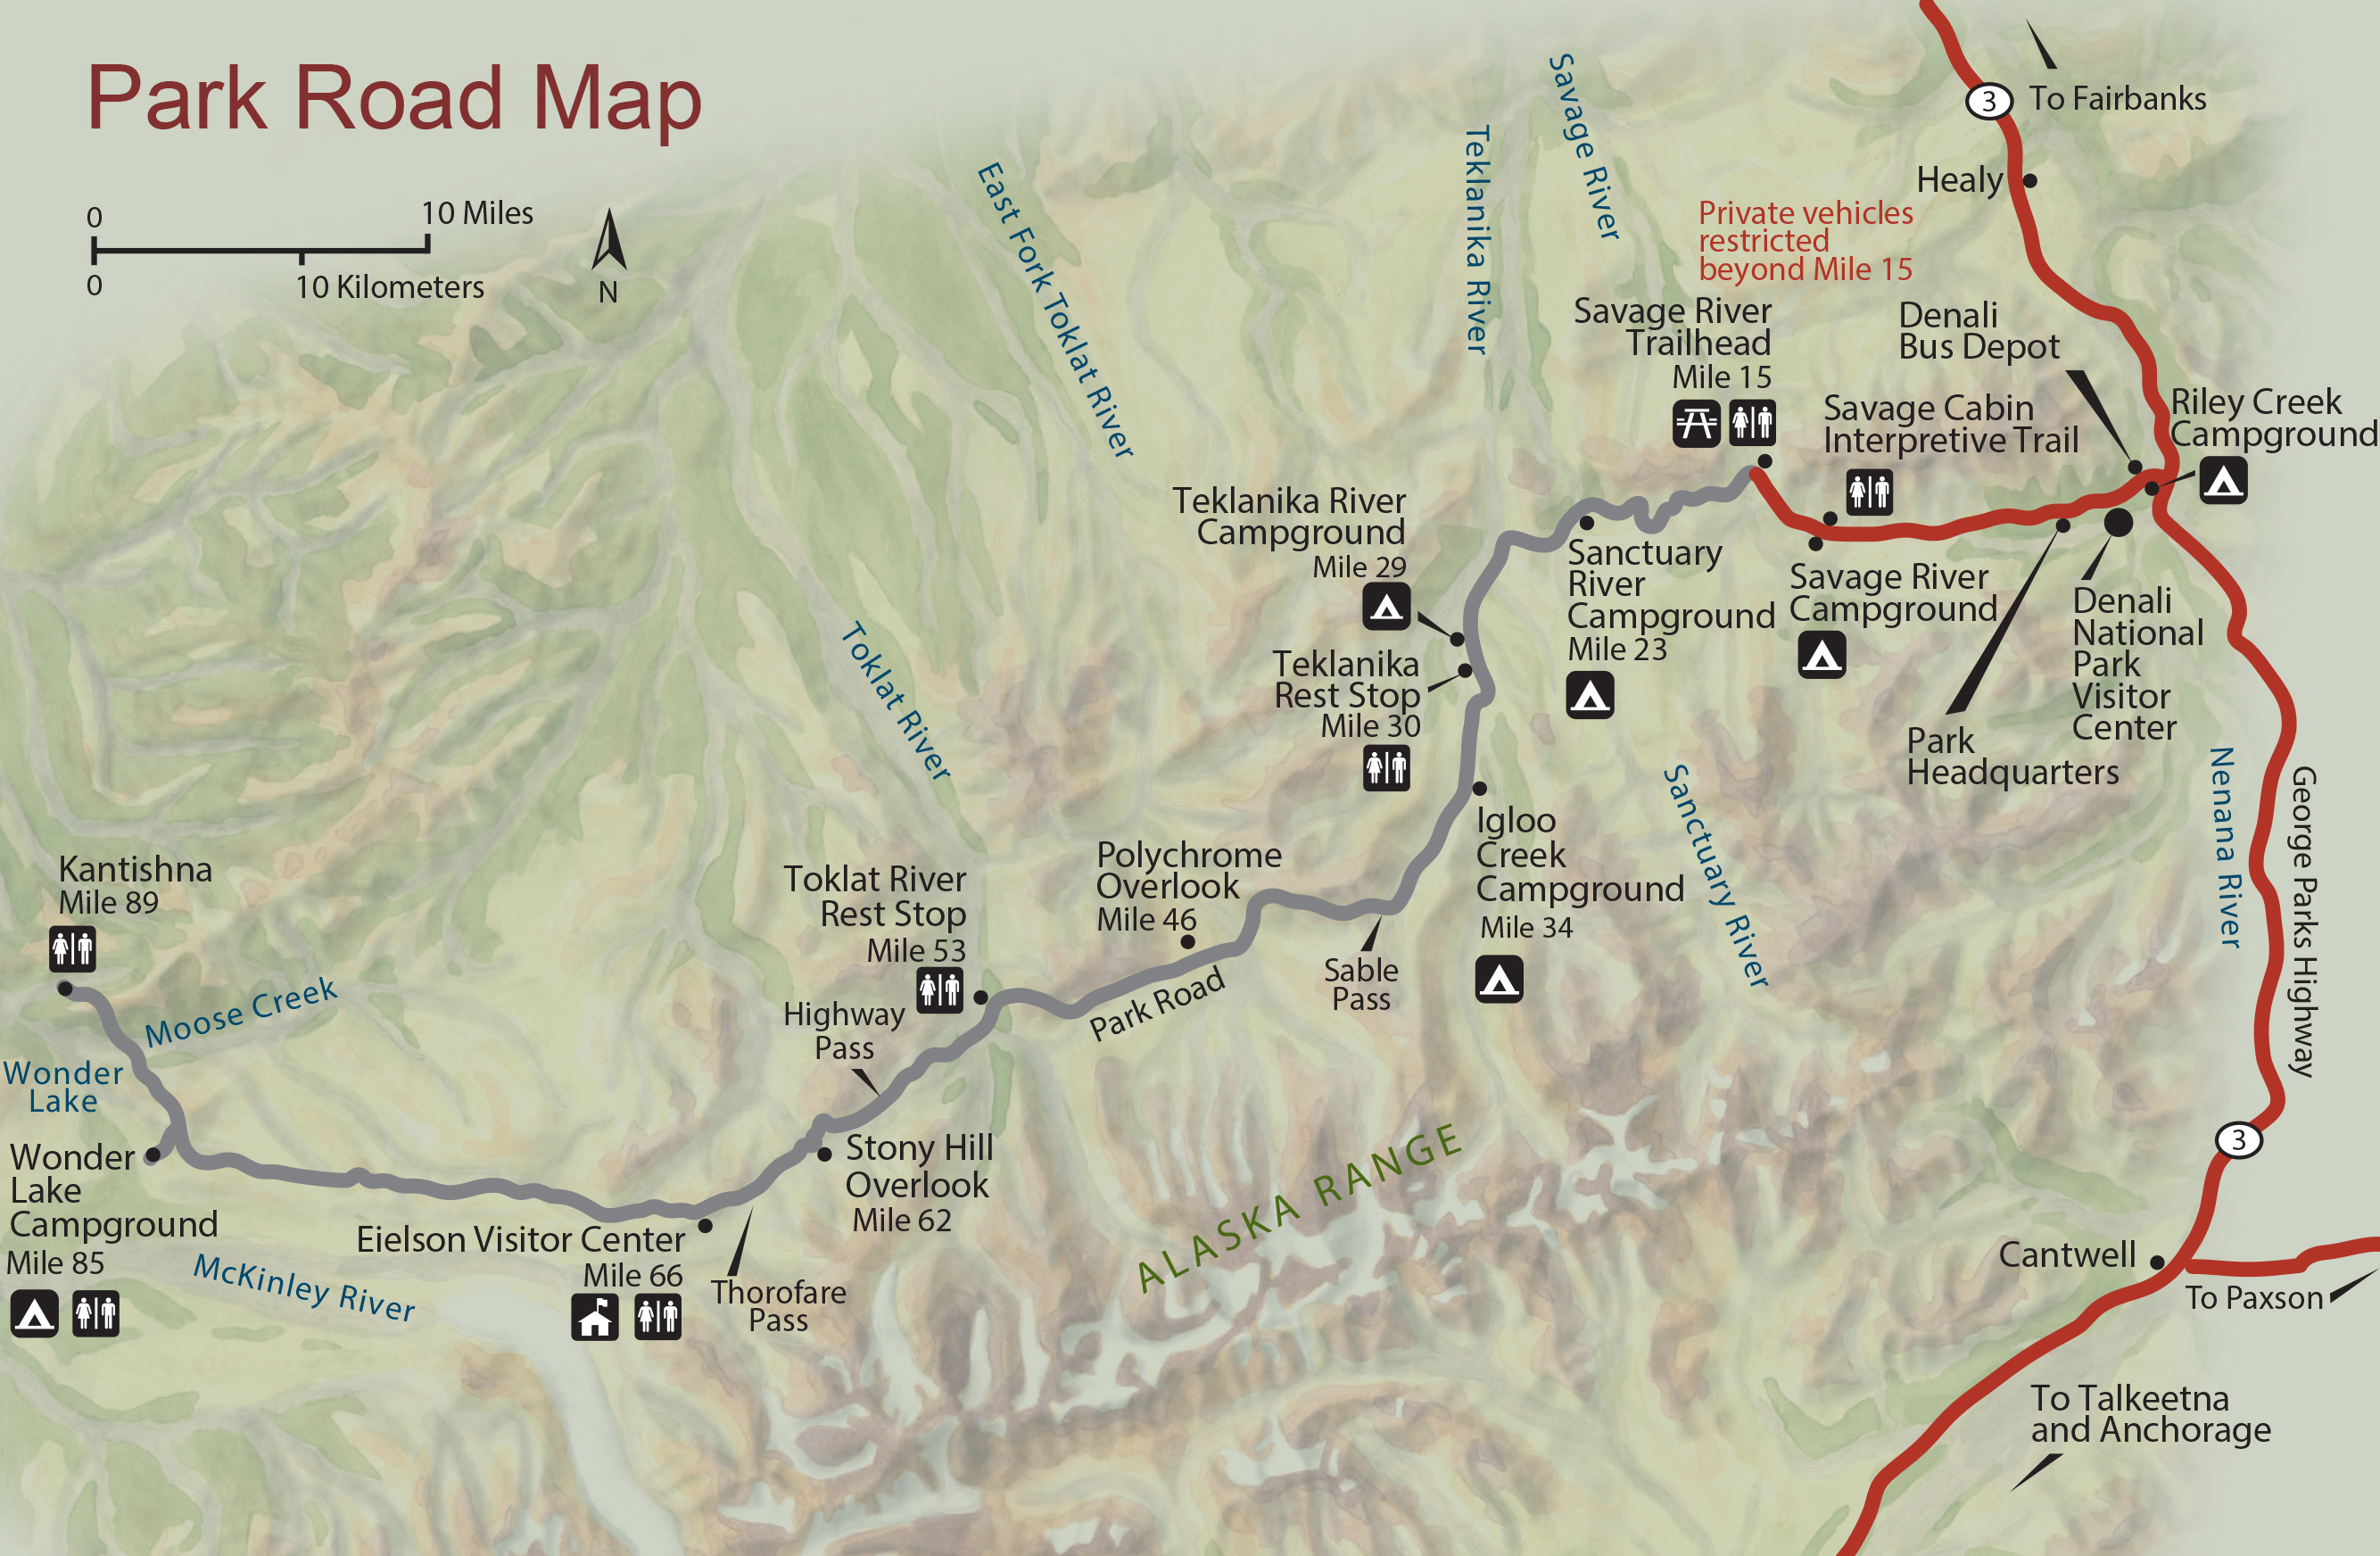 Park Road Map
0
10 Miles
0
10 Kilometers
N
East Fork Toklat River
Teklanika River
Savage River
3
To Fairbanks
Healy
Private vehicles
restricted
beyond Mile 15
Savage River
Trailhead
Mile 15
Denali
Bus Depot
Savage Cabin
Interpretive Trail
Riley Creek
Campground
Teklanika River
Campground
Mile 29
Sanctuary
River
Campground
Mile 23
Savage River
Campground
Denali
National
Park
Visitor
Center
Park
Headquarters
Teklanika
Rest Stop
Mile 30
Toklat River
Sanctuary River
Nenana River
George Parks Highway
Igloo
Creek
Campground
Mile 34
Polychrome
Overlook
Mile 46
Toklat River
Rest Stop
Mile 53
Kantishna
Mile 89
Sable
Pass
Park Road
Highway
Pass
Moose Creek
Wonder
Lake
Wonder
Lake
Campground
Mile 85
Stony Hill
Overlook
Mile 62
Eielson Visitor Center
Mile 66
Thorofare
Pass
McKinley River
ALASKA RANGE
3
Cantwell
To Paxson
To Talkeetna
and Anchorage